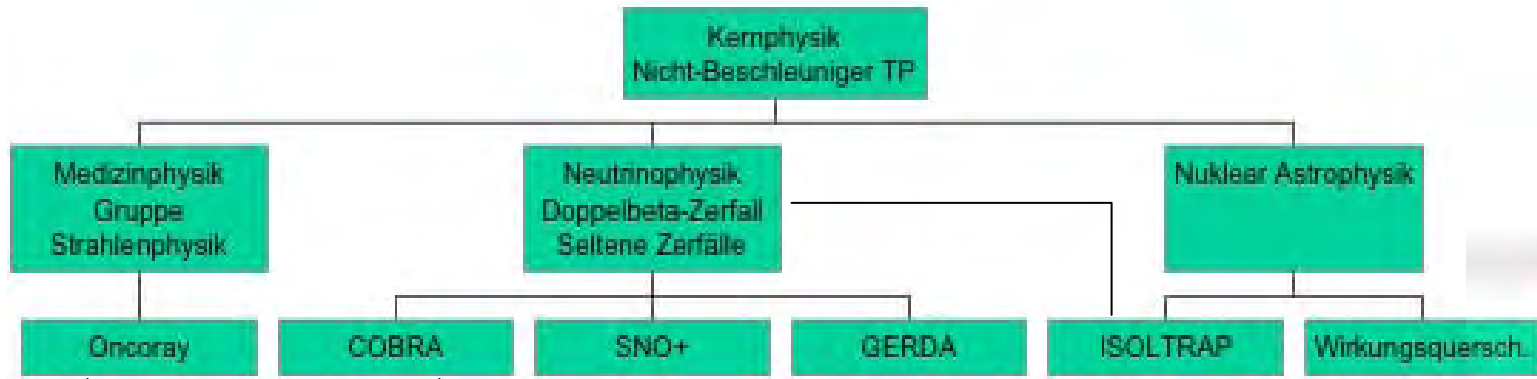 Kernphysik
Nicht-Beschleuniger TP
Medizinphysik
Gruppe
Strahlenphysik
Neutrinophysik
Doppelbeta-Zerfall
Seltene Zerfälle
Nuklear Astrophysik
Oncoray
COBRA
SNO+
GERDA
ISOLTRAP
Wirkungsquersch.